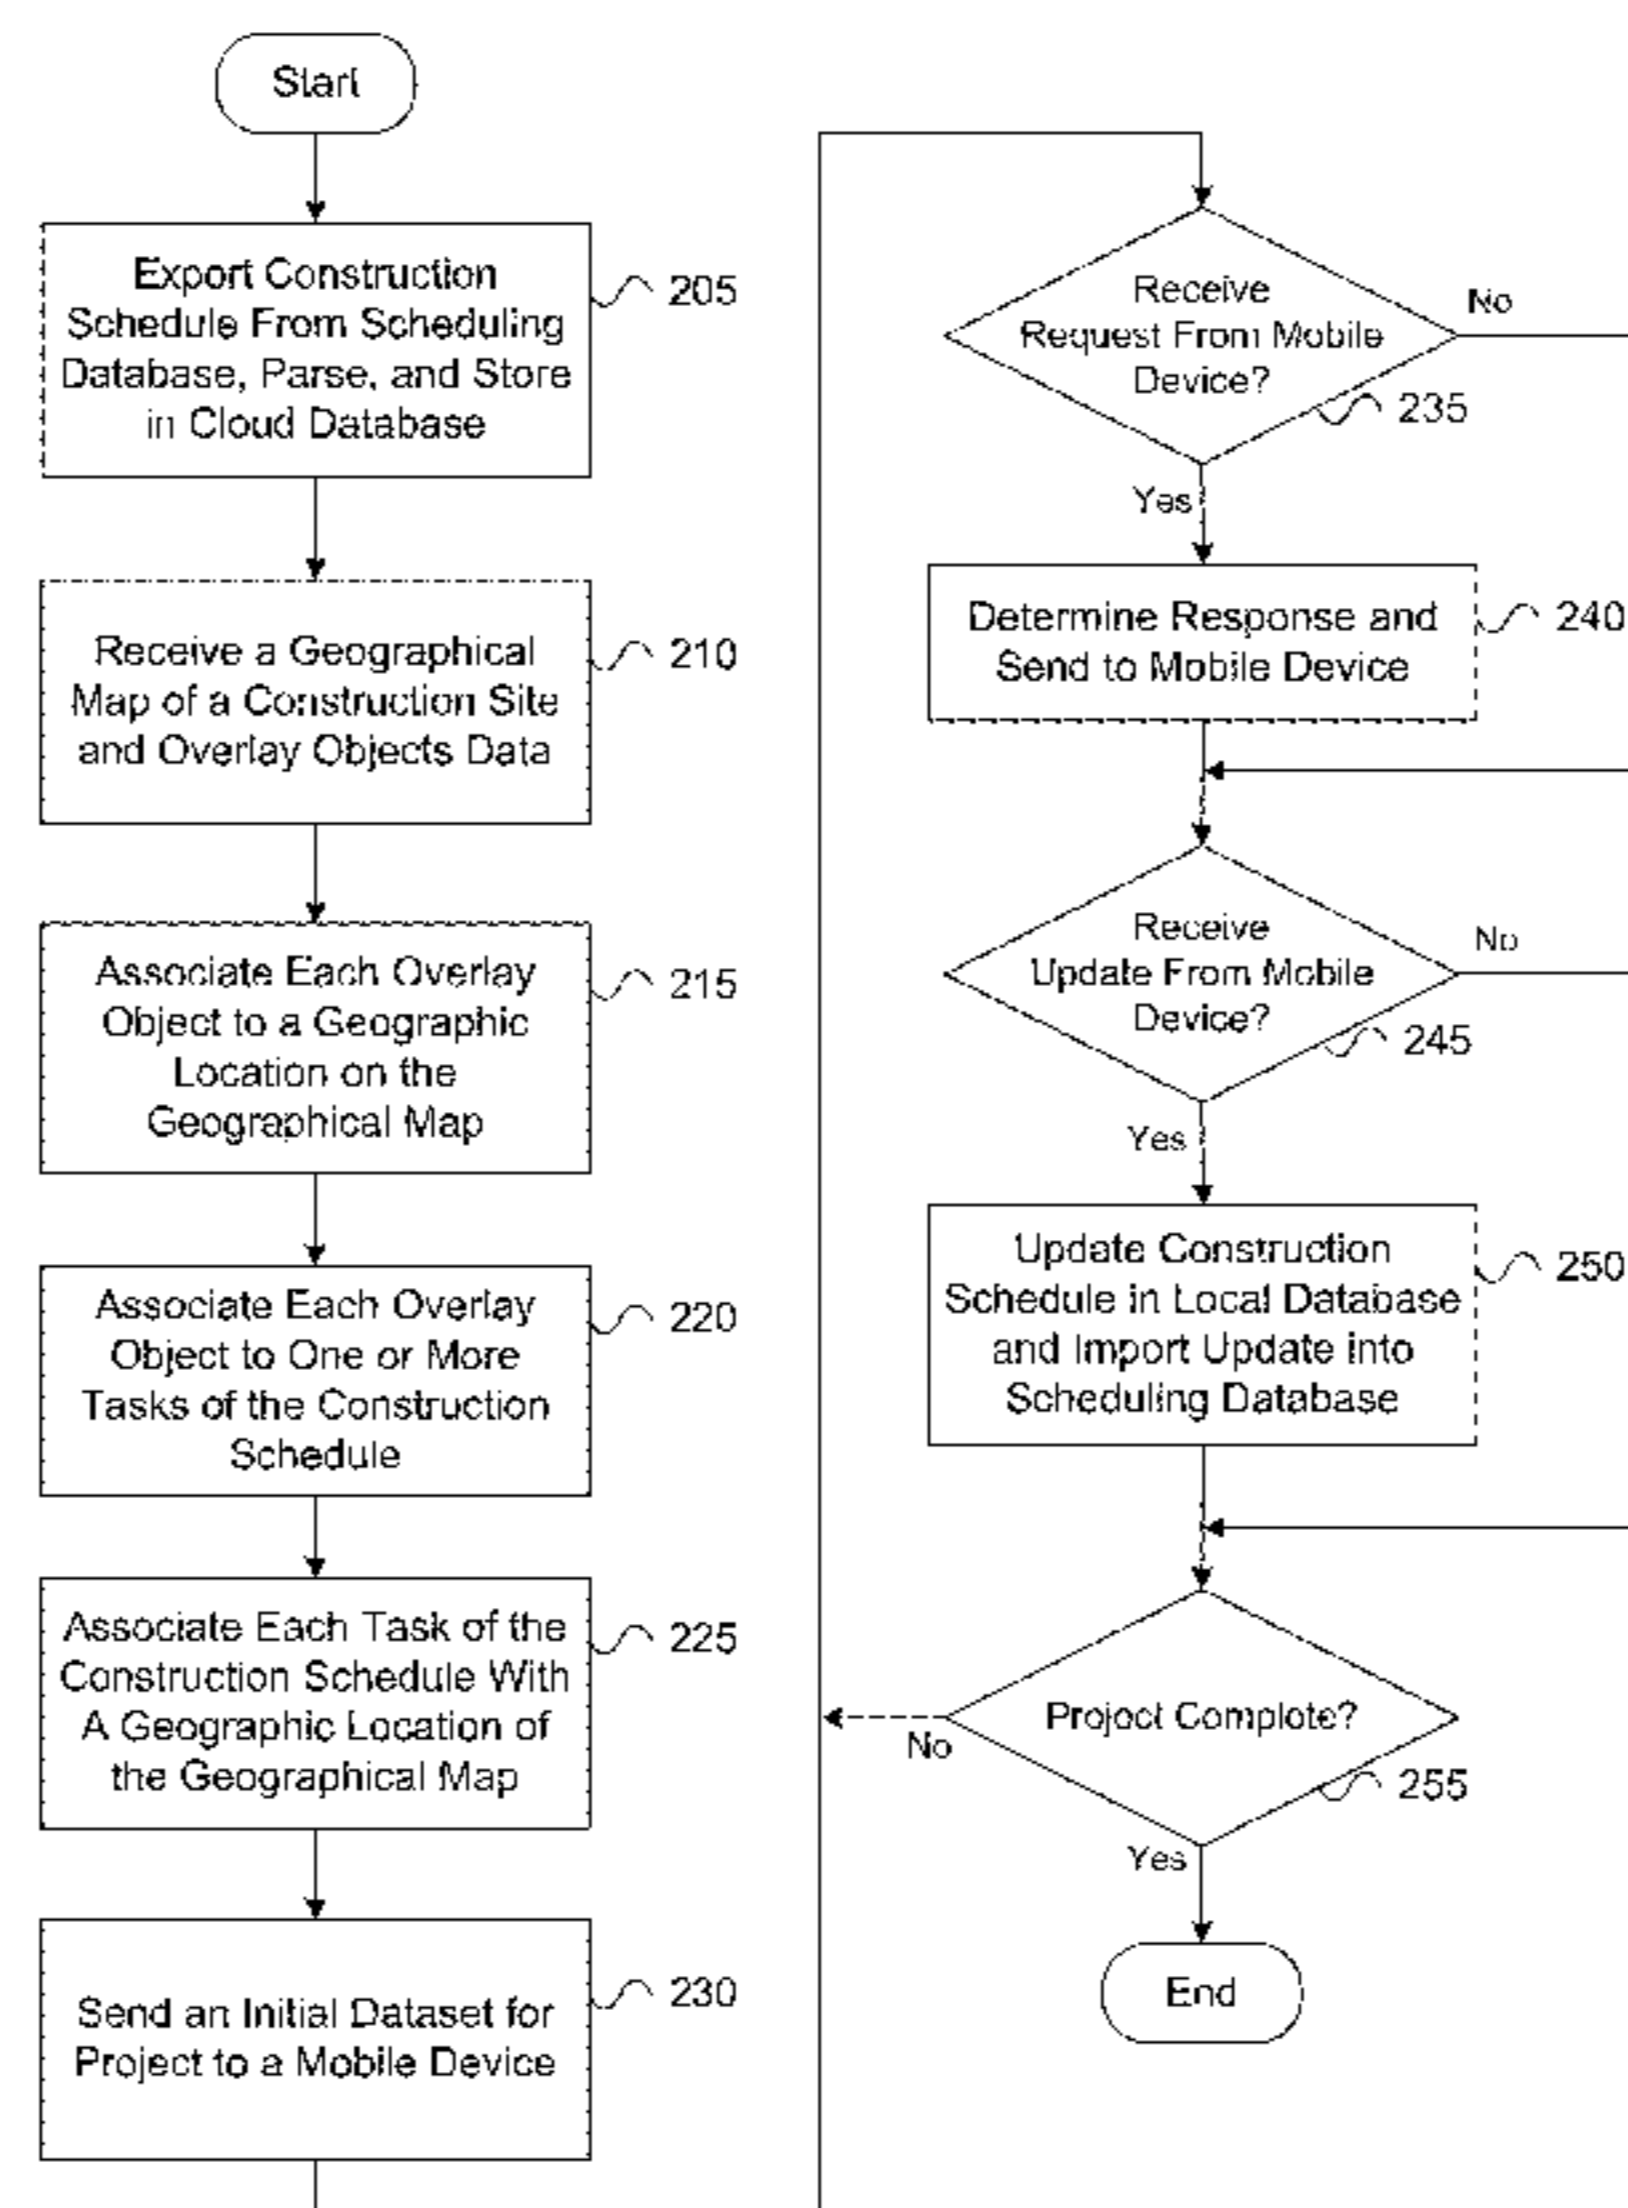 Start
Export Construction
Schedule From Scheduling
Database, Parse, and Store
in Cloud Database
205
Receive a Geographical
Map of a Construction Site
and Overlay Objects Data
210
Associate Each Overlay
Object to a Geographic
Location on the
Geographical Map
215
Associate Each Overlay
Object to One or More
Tasks of the Construction
Schedule
220
Associate Each Task of the
Construction Schedule With
A Geographic Location of
the Geographical Map
225
Send an Initial Dataset for
Project to a Mobile Device
230
Receive
Request From Mobile
Device?
235
No
Yes
Determine Response and
Send to Mobile Device
240
Receive
Update From Mobile
Device?
245
No
Yes
Update Construction
Schedule in Local Database
and Import Update into
Scheduling Database
250
Project Complete?
255
No
Yes
End